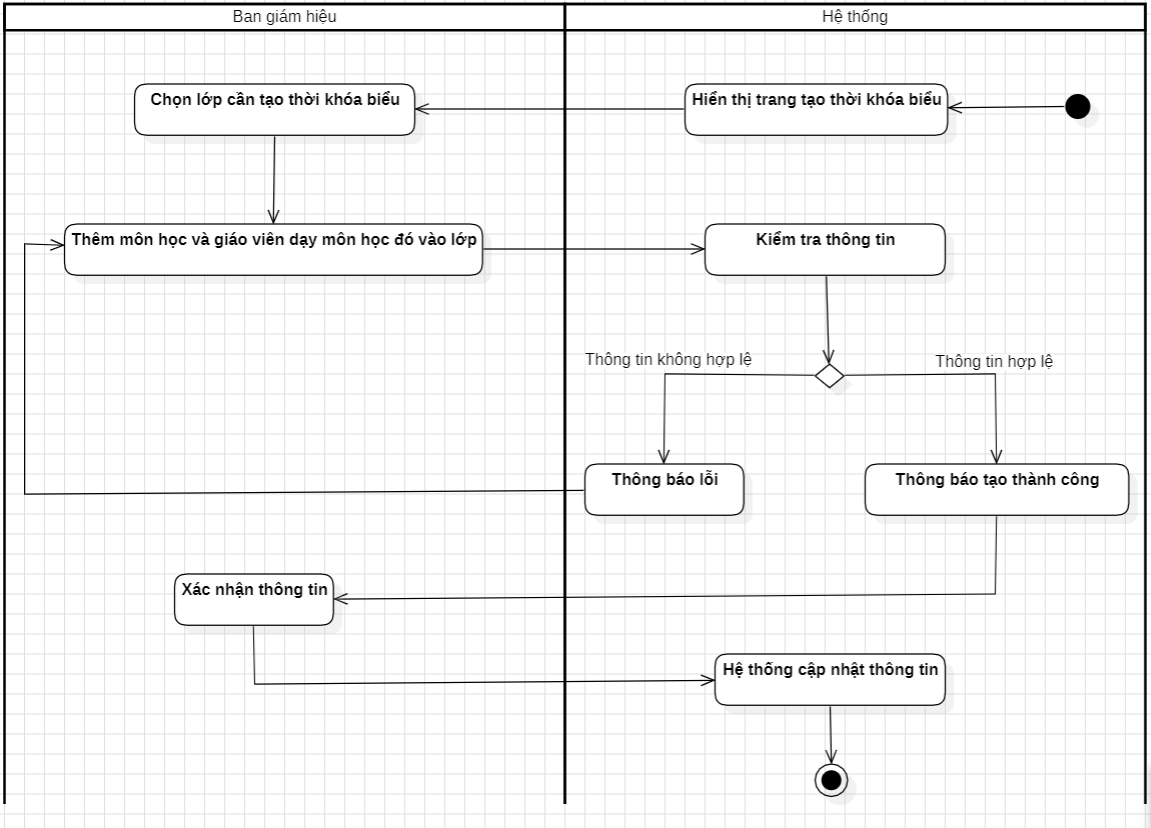 Ban giám hiệu
Hệ thống
Chọn lớp cần tạo thời khóa biểu
Hiển thị trang tạo thời khóa biểu
Thêm môn học và giáo viên dạy môn học đó vào lớp
Kiểm tra thông tin
Thông tin không hợp lệ
Thông tin hợp lệ
Thông báo lỗi
Thông báo tạo thành công
Xác nhận thông tin
Hệ thống cập nhật thông tin